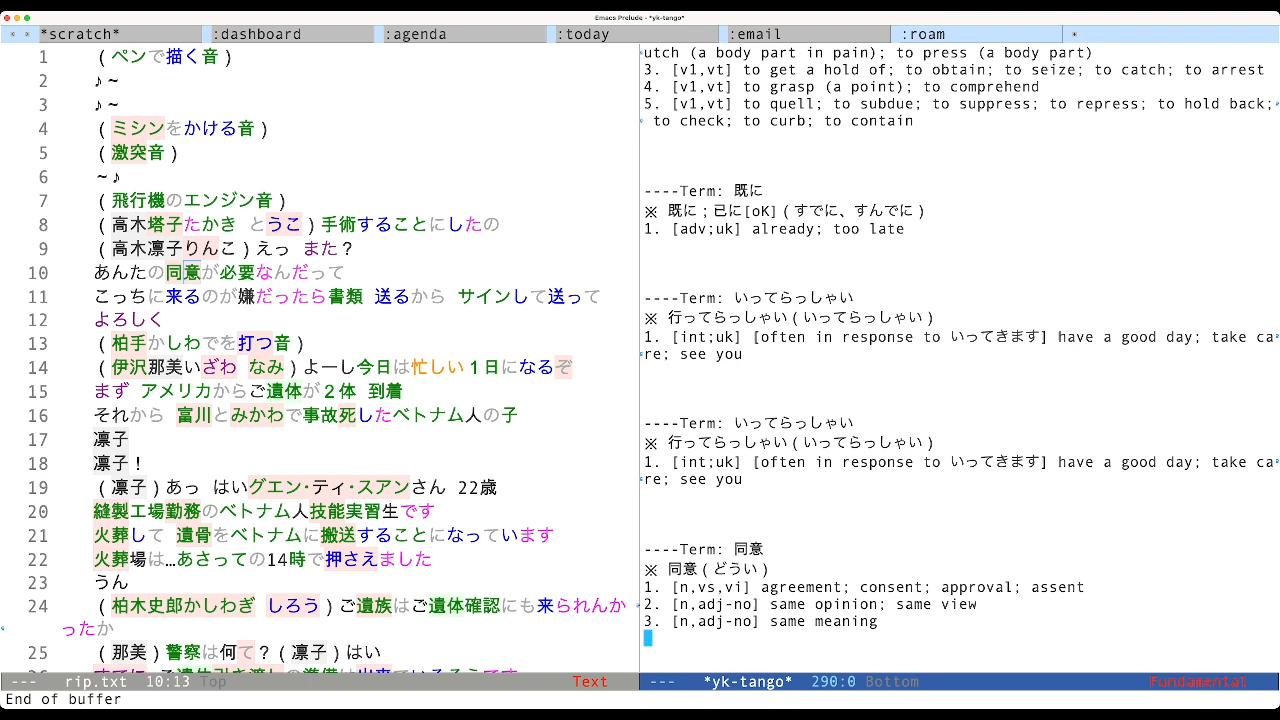 Emacs Prelude - *yk-tango*
*scratch* :dashboard :agenda :today :email :roam *
1 (ペンで描く音)
2 ♪~
3 ♪~
4 (ミシンをかける音)
5 (激突音)
6 ~♪
7 (飛行機のエンジン音)
8 (高木塔子たかき とうこ)手術することにしたの
9 (高木凛子りんこ)えっ また?
10 あんたの同意が必要なんだって
11 こっちに来るのが嫌だったら書類 送るから サインして送って
12 よろしく
13 (柏手かしわでを打つ音)
14 (伊沢那美いざわ なみ)よーし今日は忙しい1日になるぞ
15 まず アメリカからご遺体が2体 到着
16 それから 富川とみかわで事故死したベトナム人の子
17 凛子
18 凛子!
19 (凛子)あっ はいグエン・ティ・スアンさん 22歳
20 縫製工場勤務のベトナム人技能実習生です
21 火葬して 遺骨をベトナムに搬送することになっています
22 火葬場は…あさっての14時で押さえました
23 うん
24 (柏木史郎かしわぎ しろう)ご遺族はご遺体確認にも来られんか
ったか
25 (那美)警察は何て?(凛子)はい
--- rip.txt 10:13 Top Text
utch (a body part in pain); to press (a body part)
3. [v1,vt] to get a hold of; to obtain; to seize; to catch; to arrest
4. [v1,vt] to grasp (a point); to comprehend
5. [v1,vt] to quell; to subdue; to suppress; to repress; to hold back;
to check; to curb; to contain
----Term: 既に
※ 既に;已に[oK](すでに、すんでに)
1. [adv;uk] already; too late
----Term: いってらっしゃい
※ 行ってらっしゃい(いってらっしゃい)
1. [int;uk] [often in response to いってきます] have a good day; take ca
re; see you
----Term: いってらっしゃい
※ 行ってらっしゃい(いってらっしゃい)
1. [int;uk] [often in response to いってきます] have a good day; take ca
re; see you
----Term: 同意
※ 同意(どうい)
1. [n,vs,vi] agreement; consent; approval; assent
2. [n,adj-no] same opinion; same view
3. [n,adj-no] same meaning
--- *yk-tango* 290:0 Bottom Fundamental
End of buffer